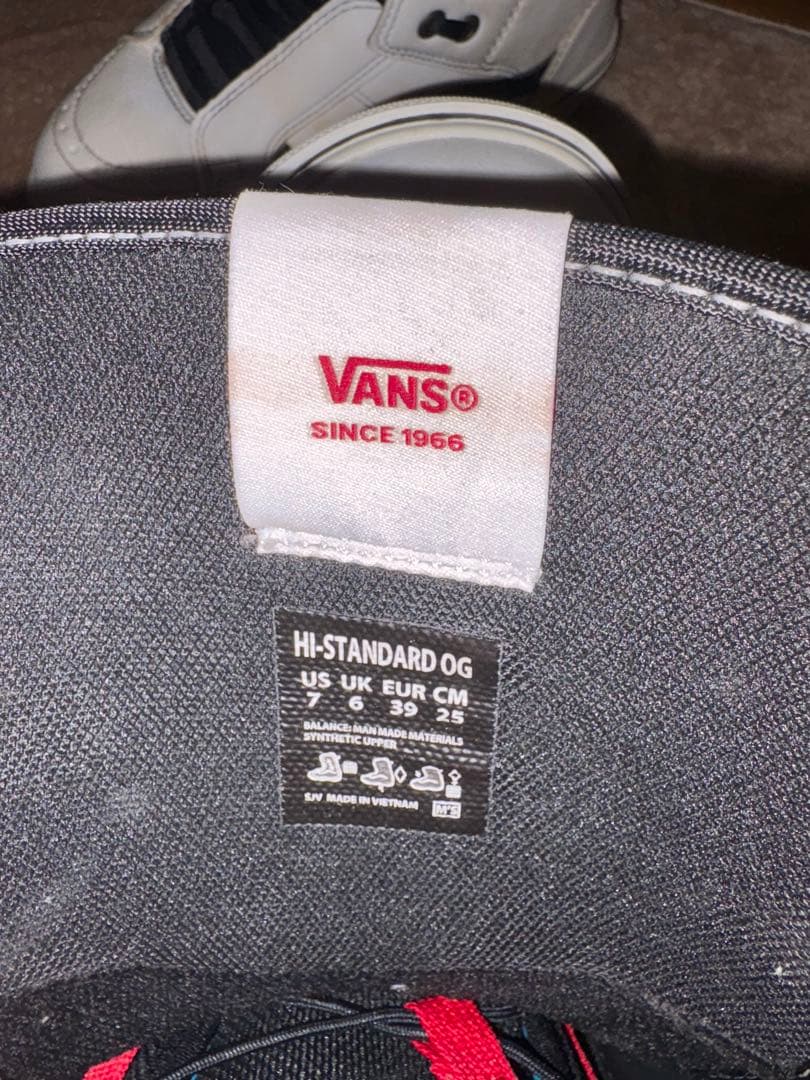 VANS®
SINCE 1966
HI-STANDARD OG
US UK EUR CM
7 6 39 25
BALANCE: MAN MADE MATERIALS
SYNTHETIC UPPER
SJV MADE IN VIETNAM M'S